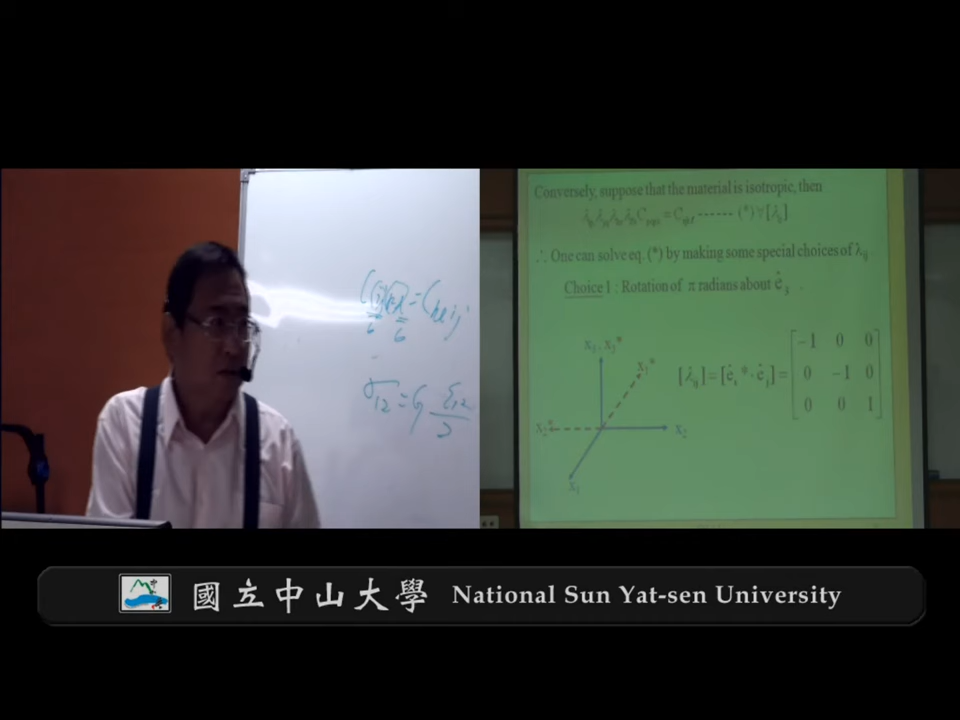 σ₁₂ = G
Conversely, suppose that the material is isotropic, then
------ (*) ∀ [λᵢⱼ]
∴ One can solve eq. (*) by making some special choices of λᵢⱼ
Choice 1 : Rotation of π radians about ê₃
x₃, x₃*
x₁*
x₂*
x₂
x₁
[λᵢⱼ] = [êᵢ* · êⱼ] =
-1 0 0
0 -1 0
0 0 1
國立中山大學 National Sun Yat-sen University